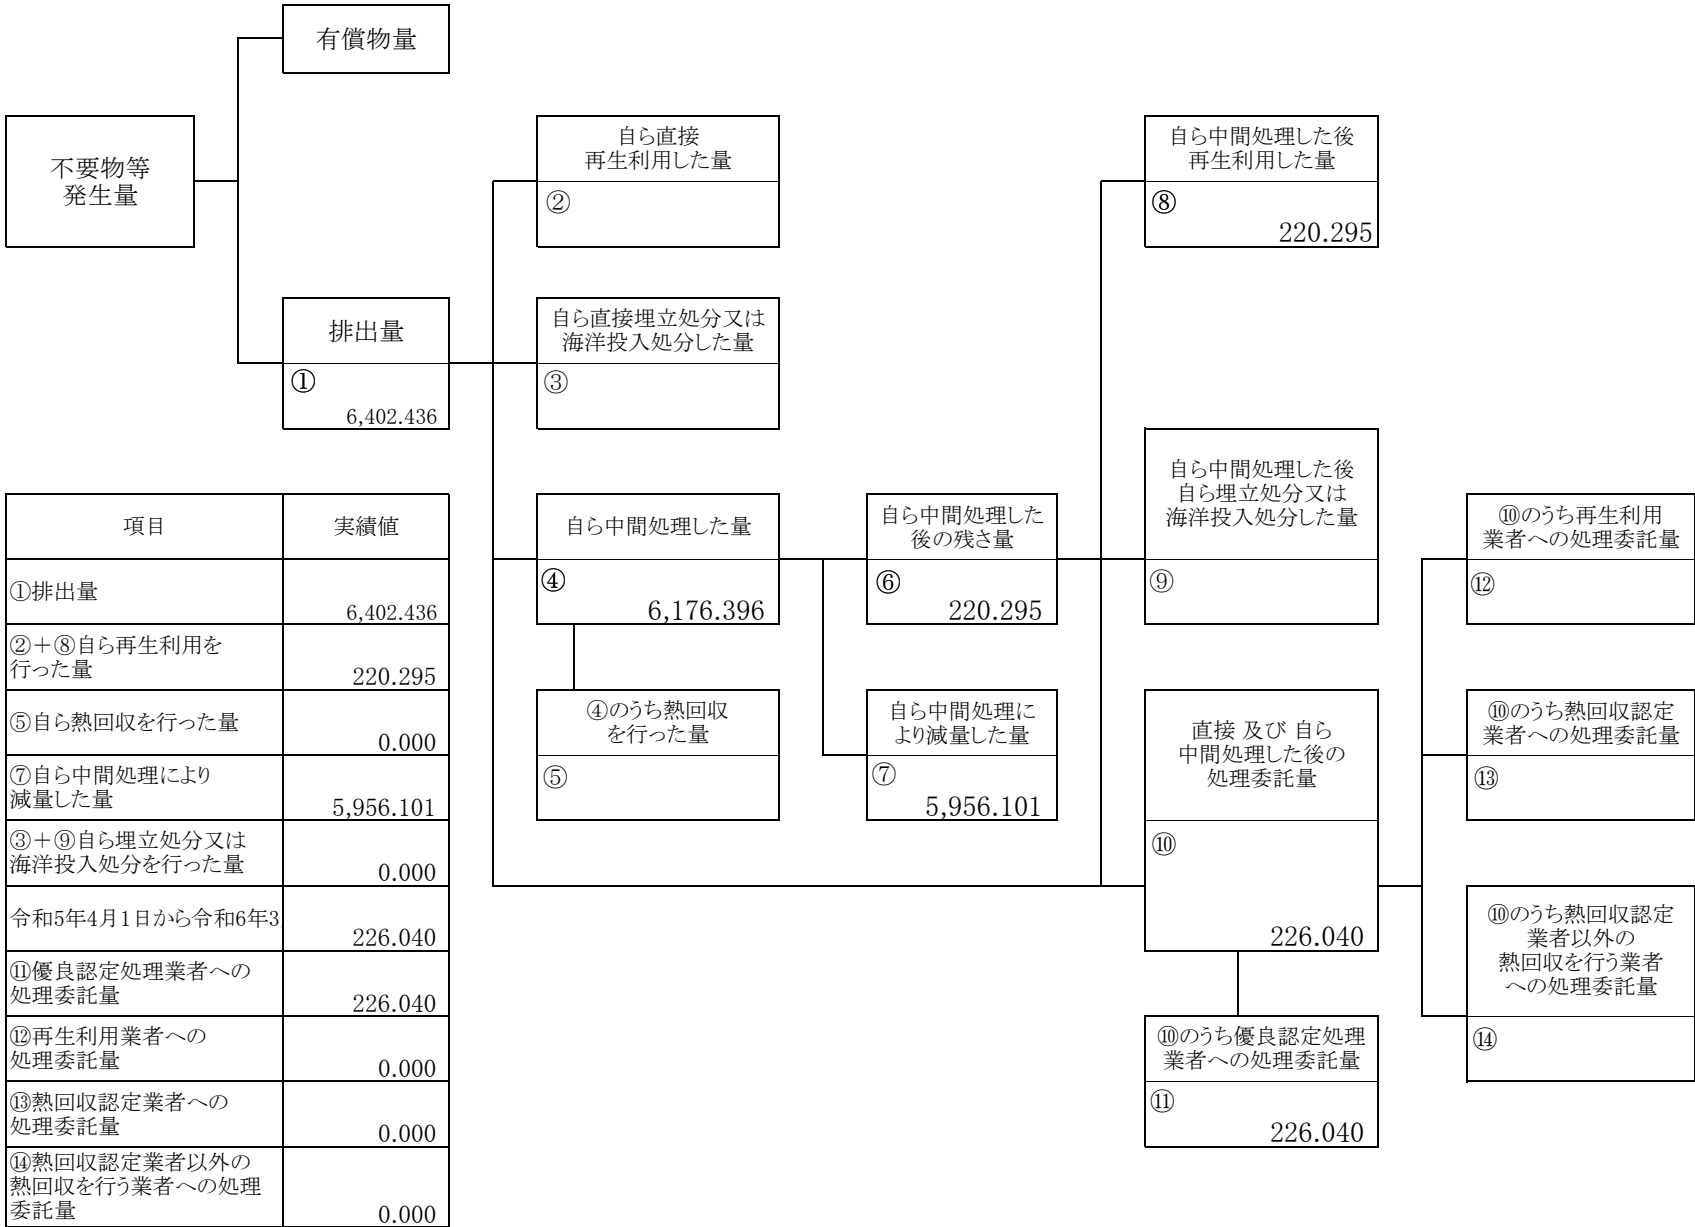 有償物量
不要物等
発生量
排出量
①
6,402.436
自ら直接
再生利用した量
②
自ら直接埋立処分又は
海洋投入処分した量
③
自ら中間処理した量
④
6,176.396
④のうち熱回収
を行った量
⑤
自ら中間処理した
後の残さ量
⑥
220.295
自ら中間処理に
より減量した量
⑦
5,956.101
自ら中間処理した後
再生利用した量
⑧
220.295
自ら中間処理した後
自ら埋立処分又は
海洋投入処分した量
⑨
直接 及び 自ら
中間処理した後の
処理委託量
⑩
226.040
⑩のうち優良認定処理
業者への処理委託量
⑪
226.040
⑩のうち再生利用
業者への処理委託量
⑫
⑩のうち熱回収認定
業者への処理委託量
⑬
⑩のうち熱回収認定
業者以外の
熱回収を行う業者
への処理委託量
⑭
項目
実績値
①排出量
6,402.436
②＋⑧自ら再生利用を
行った量
220.295
⑤自ら熱回収を行った量
0.000
⑦自ら中間処理により
減量した量
5,956.101
③＋⑨自ら埋立処分又は
海洋投入処分を行った量
0.000
令和5年4月1日から令和6年3
226.040
⑪優良認定処理業者への
処理委託量
226.040
⑫再生利用業者への
処理委託量
0.000
⑬熱回収認定業者への
処理委託量
0.000
⑭熱回収認定業者以外の
熱回収を行う業者への処理
委託量
0.000